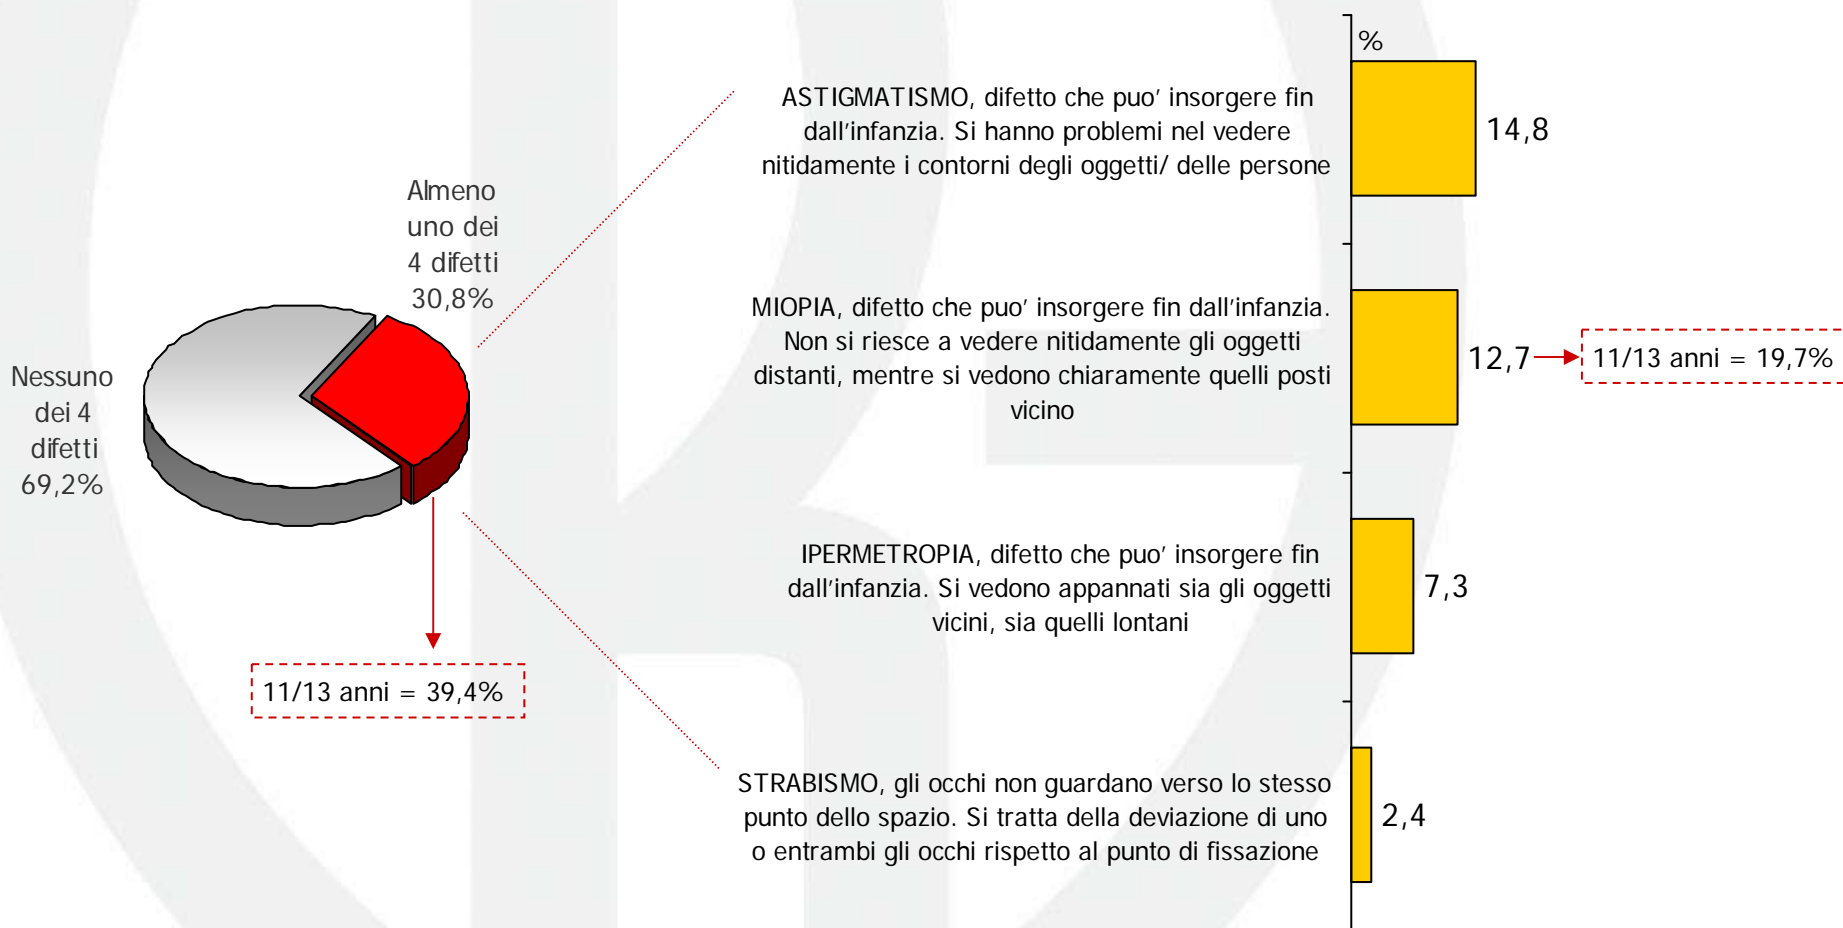 %
ASTIGMATISMO, difetto che puo' insorgere fin
dall'infanzia. Si hanno problemi nel vedere
nitidamente i contorni degli oggetti/ delle persone
14,8
Almeno
uno dei
4 difetti
30,8%
MIOPIA, difetto che puo' insorgere fin dall'infanzia.
Non si riesce a vedere nitidamente gli oggetti
distanti, mentre si vedono chiaramente quelli posti
vicino
12,7
11/13 anni = 19,7%
Nessuno
dei 4
difetti
69,2%
IPERMETROPIA, difetto che puo' insorgere fin
dall'infanzia. Si vedono appannati sia gli oggetti
vicini, sia quelli lontani
7,3
11/13 anni = 39,4%
STRABISMO, gli occhi non guardano verso lo stesso
punto dello spazio. Si tratta della deviazione di uno
o entrambi gli occhi rispetto al punto di fissazione
2,4